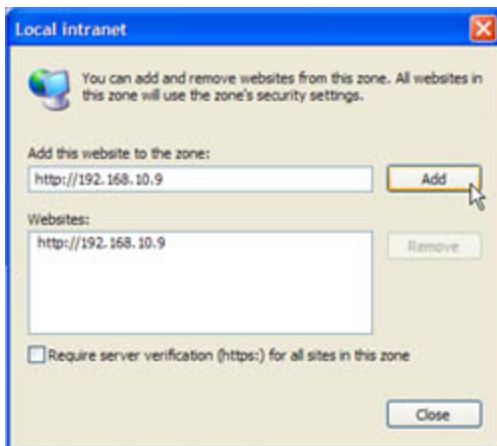 Local intranet
You can add and remove websites from this zone. All websites in
this zone will use the zone's security settings.
Add this website to the zone:
http://192.168.10.9
Add
Websites:
http://192.168.10.9
Remove
Require server verification (https:) for all sites in this zone
Close